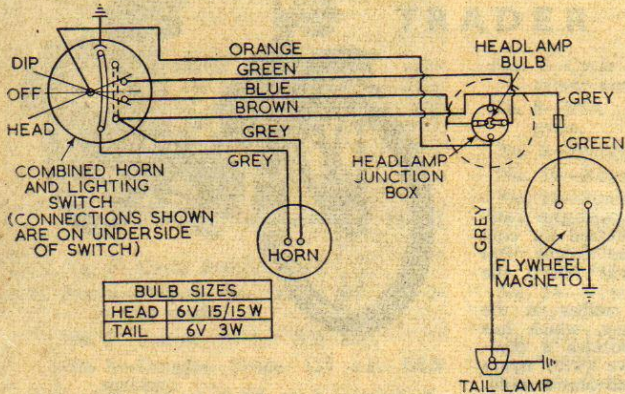 TRADER
DIP
OFF
HEAD
ORANGE
GREEN
BLUE
BROWN
GREY
GREY
COMBINED HORN
AND LIGHTING
SWITCH
(CONNECTIONS SHOWN
ARE ON UNDERSIDE
OF SWITCH)
HORN
HEADLAMP
BULB
HEADLAMP
JUNCTION
BOX
GREY
GREEN
GREY
FLYWHEEL
MAGNETO
BULB SIZES
HEAD 6V 15/15W
TAIL 6V 3W
TAIL LAMP